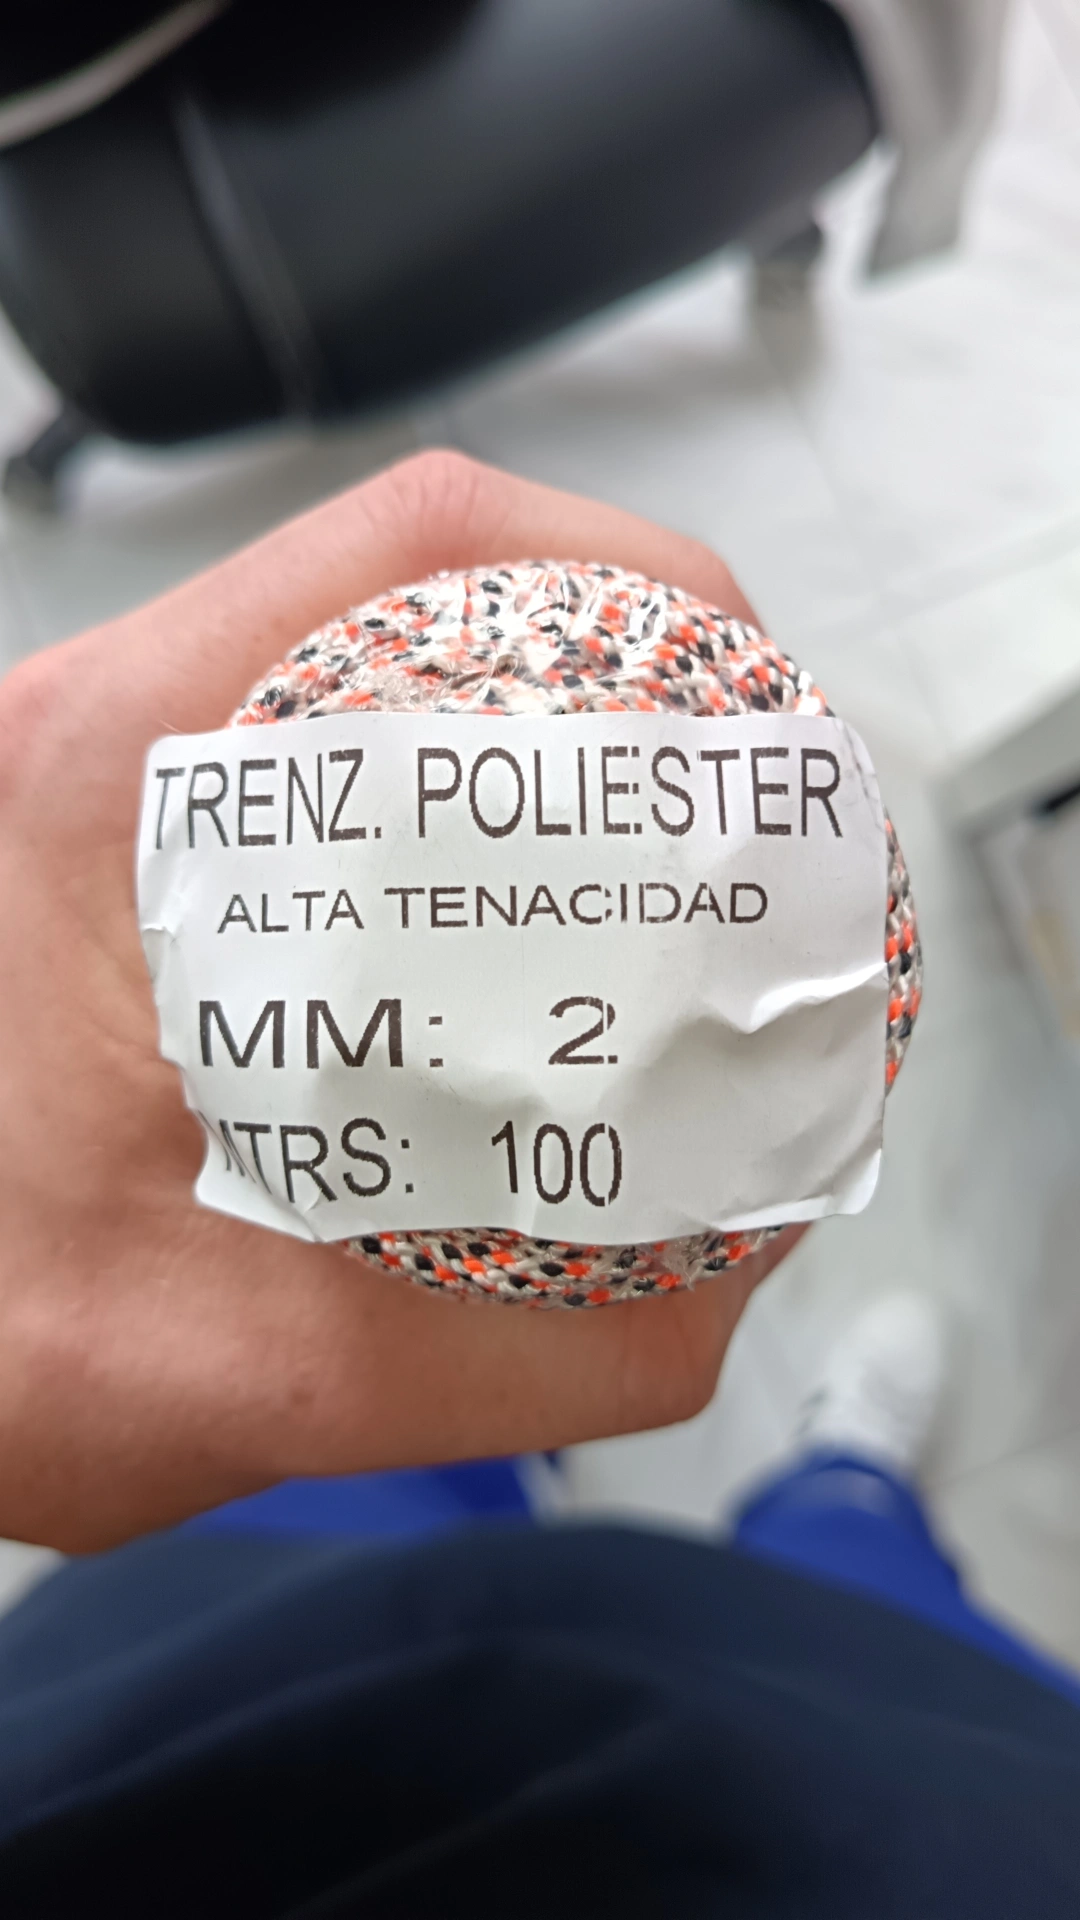 TRENZ. POLIESTER
ALTA TENACIDAD
MM: 2
MTRS: 100